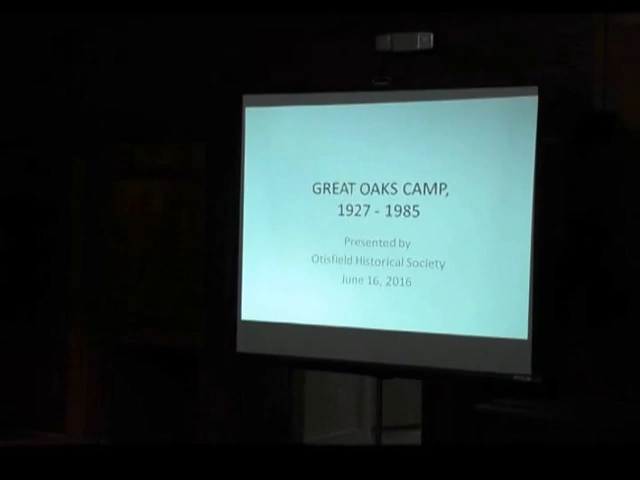 GREAT OAKS CAMP,
1927 - 1985
Presented by
Otisfield Historical Society
June 16, 2016